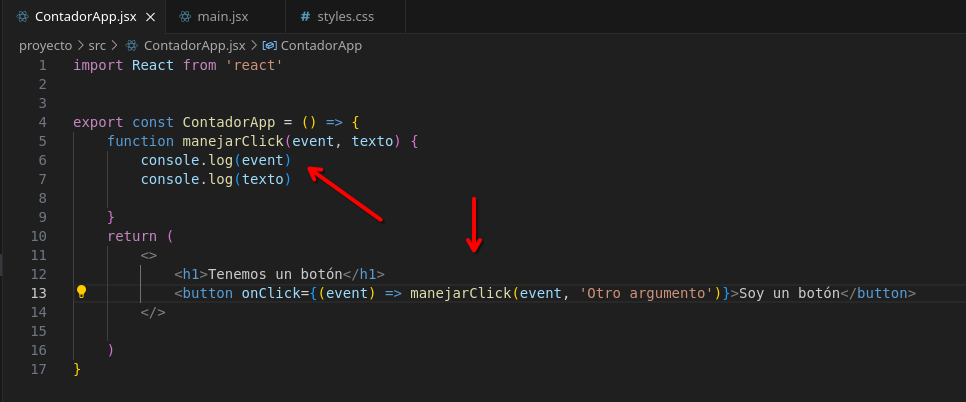 ContadorApp.jsx main.jsx # styles.css
proyecto > src > ContadorApp.jsx > ContadorApp
1 import React from 'react'
2
3
4 export const ContadorApp = () => {
5     function manejarClick(event, texto) {
6         console.log(event)
7         console.log(texto)
8
9     }
10     return (
11         <>
12             <h1>Tenemos un botón</h1>
13             <button onClick={(event) => manejarClick(event, 'Otro argumento')}>Soy un botón</button>
14         </>
15
16     )
17 }